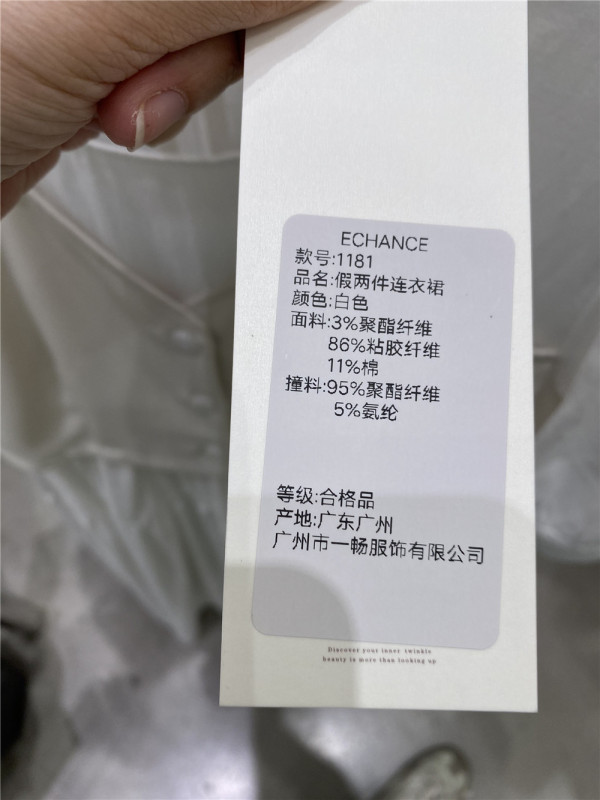 ECHANCE
款号:1181
品名:假两件连衣裙
颜色:白色
面料:3%聚酯纤维
86%粘胶纤维
11%棉
撞料:95%聚酯纤维
5%氨纶
等级:合格品
产地:广东广州
广州市一畅服饰有限公司
Discover your inner twinkle
beauty is more than looking up